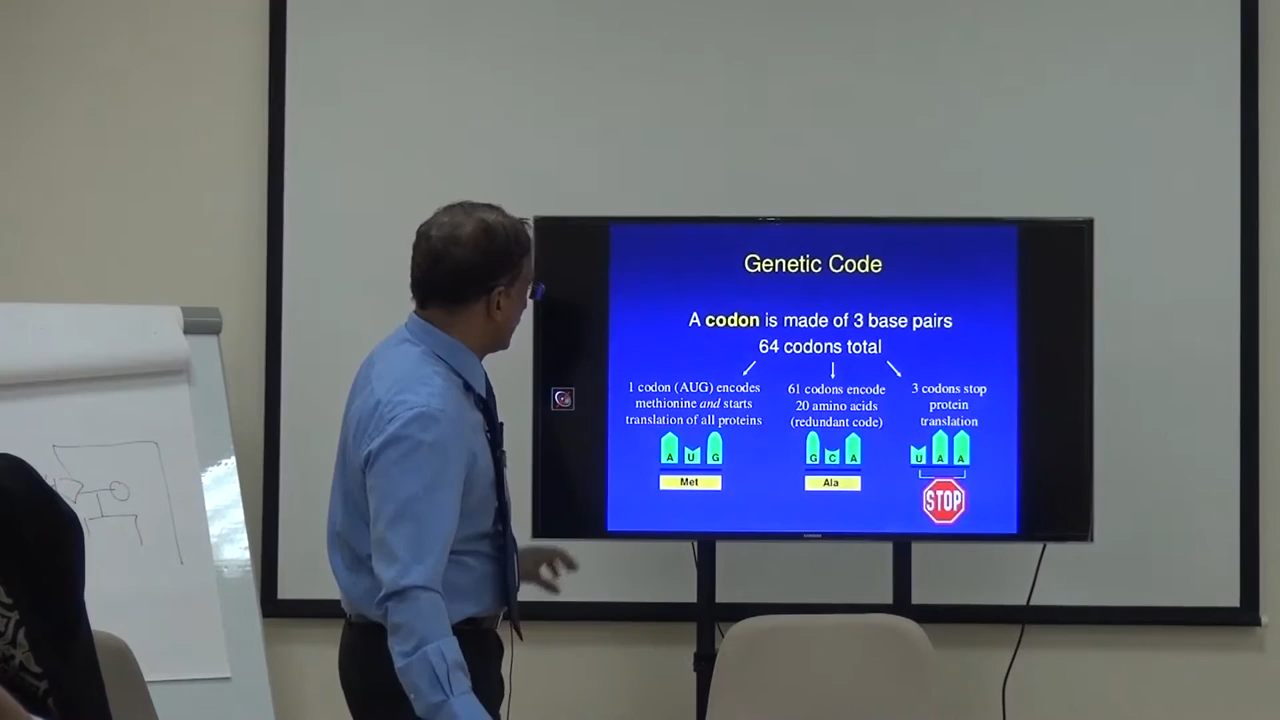 Genetic Code
A codon is made of 3 base pairs
64 codons total
1 codon (AUG) encodes
methionine and starts
translation of all proteins
A U G
Met
61 codons encode
20 amino acids
(redundant code)
G C A
Ala
3 codons stop
protein
translation
U A A
STOP
SAMSUNG